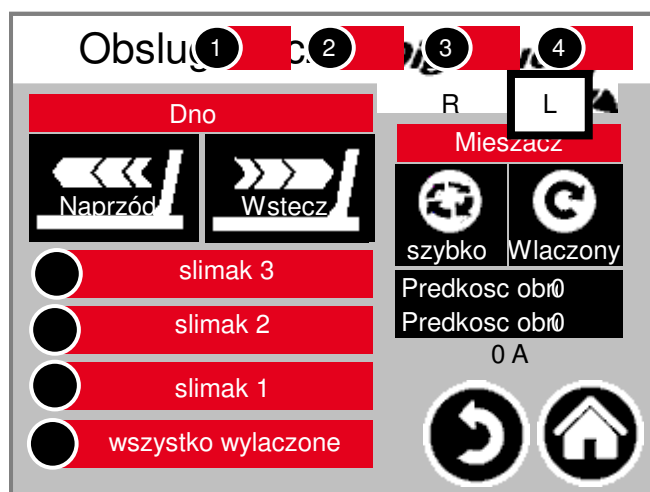 Obslug
1
2
3
4
R
L
Dno
Mieszacz
Naprzód
Wstecz
szybko
Wlaczony
slimak 3
Predkosc obr0
slimak 2
Predkosc obr0
0 A
slimak 1
wszystko wylaczone